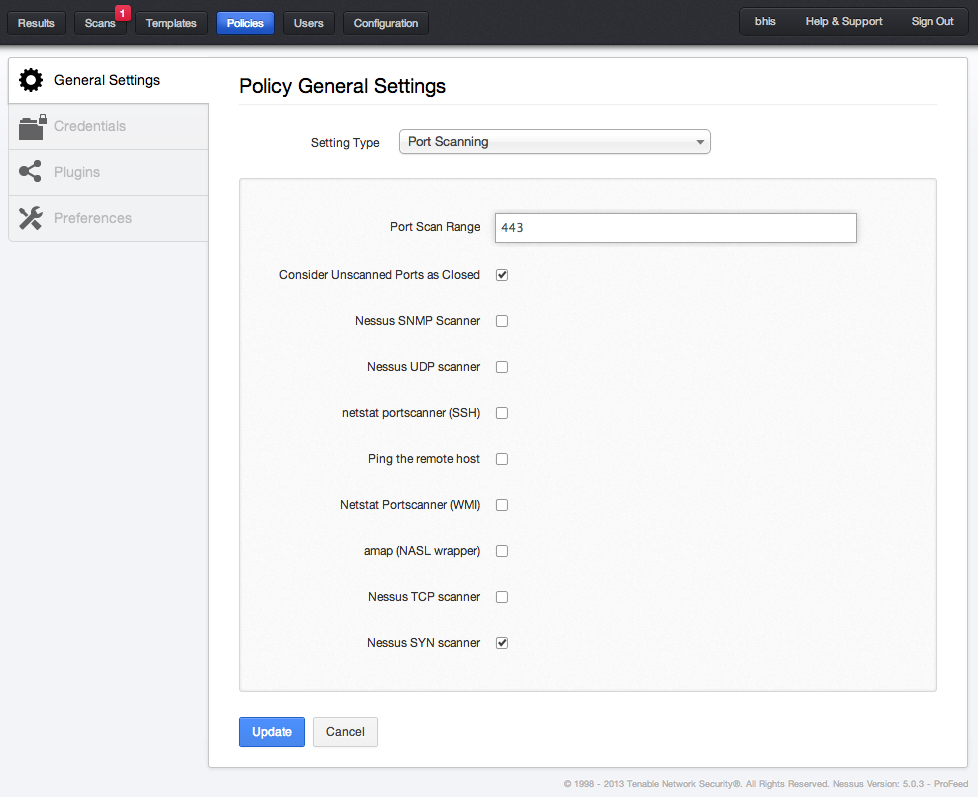 Results Scans 1 Templates Policies Users Configuration bhis Help & Support Sign Out
General Settings
Credentials
Plugins
Preferences
Policy General Settings
Setting Type Port Scanning
Port Scan Range 443
Consider Unscanned Ports as Closed
Nessus SNMP Scanner
Nessus UDP scanner
netstat portscanner (SSH)
Ping the remote host
Netstat Portscanner (WMI)
amap (NASL wrapper)
Nessus TCP scanner
Nessus SYN scanner
Update Cancel
© 1998 - 2013 Tenable Network Security®. All Rights Reserved. Nessus Version: 5.0.3 - ProFeed